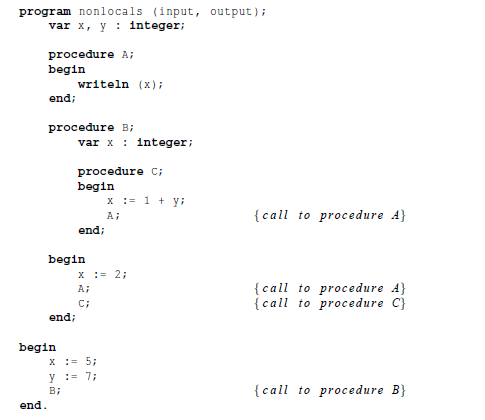 program nonlocals (input, output);
var x, y : integer;
procedure A;
begin
writeln (x);
end;
procedure B;
var x : integer;
procedure C;
begin
x := 1 + y;
A; {call to procedure A}
end;
begin
x := 2;
A; {call to procedure A}
C; {call to procedure C}
end;
begin
x := 5;
y := 7;
B; {call to procedure B}
end.